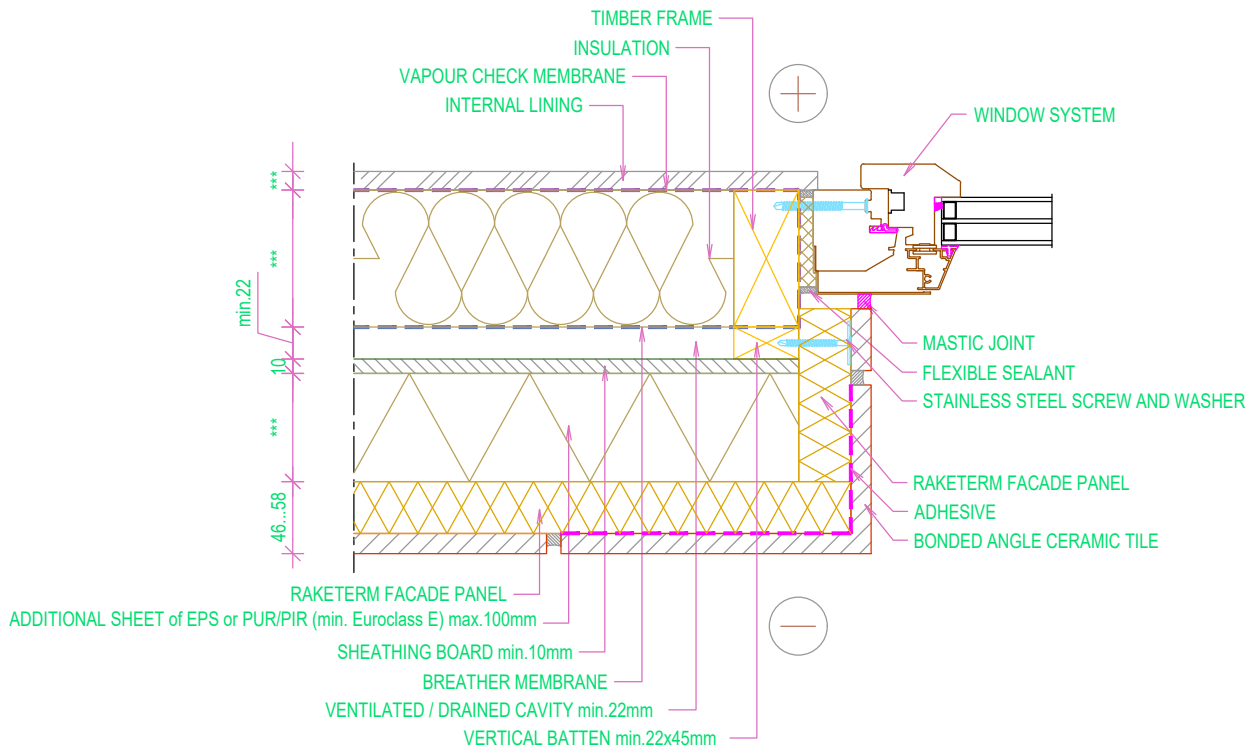 TIMBER FRAME
INSULATION
VAPOUR CHECK MEMBRANE
INTERNAL LINING
WINDOW SYSTEM
***
***
min.22
10
***
46...58
MASTIC JOINT
FLEXIBLE SEALANT
STAINLESS STEEL SCREW AND WASHER
RAKETERM FACADE PANEL
ADHESIVE
BONDED ANGLE CERAMIC TILE
RAKETERM FACADE PANEL
ADDITIONAL SHEET of EPS or PUR/PIR (min. Euroclass E) max.100mm
SHEATHING BOARD min.10mm
BREATHER MEMBRANE
VENTILATED / DRAINED CAVITY min.22mm
VERTICAL BATTEN min.22x45mm